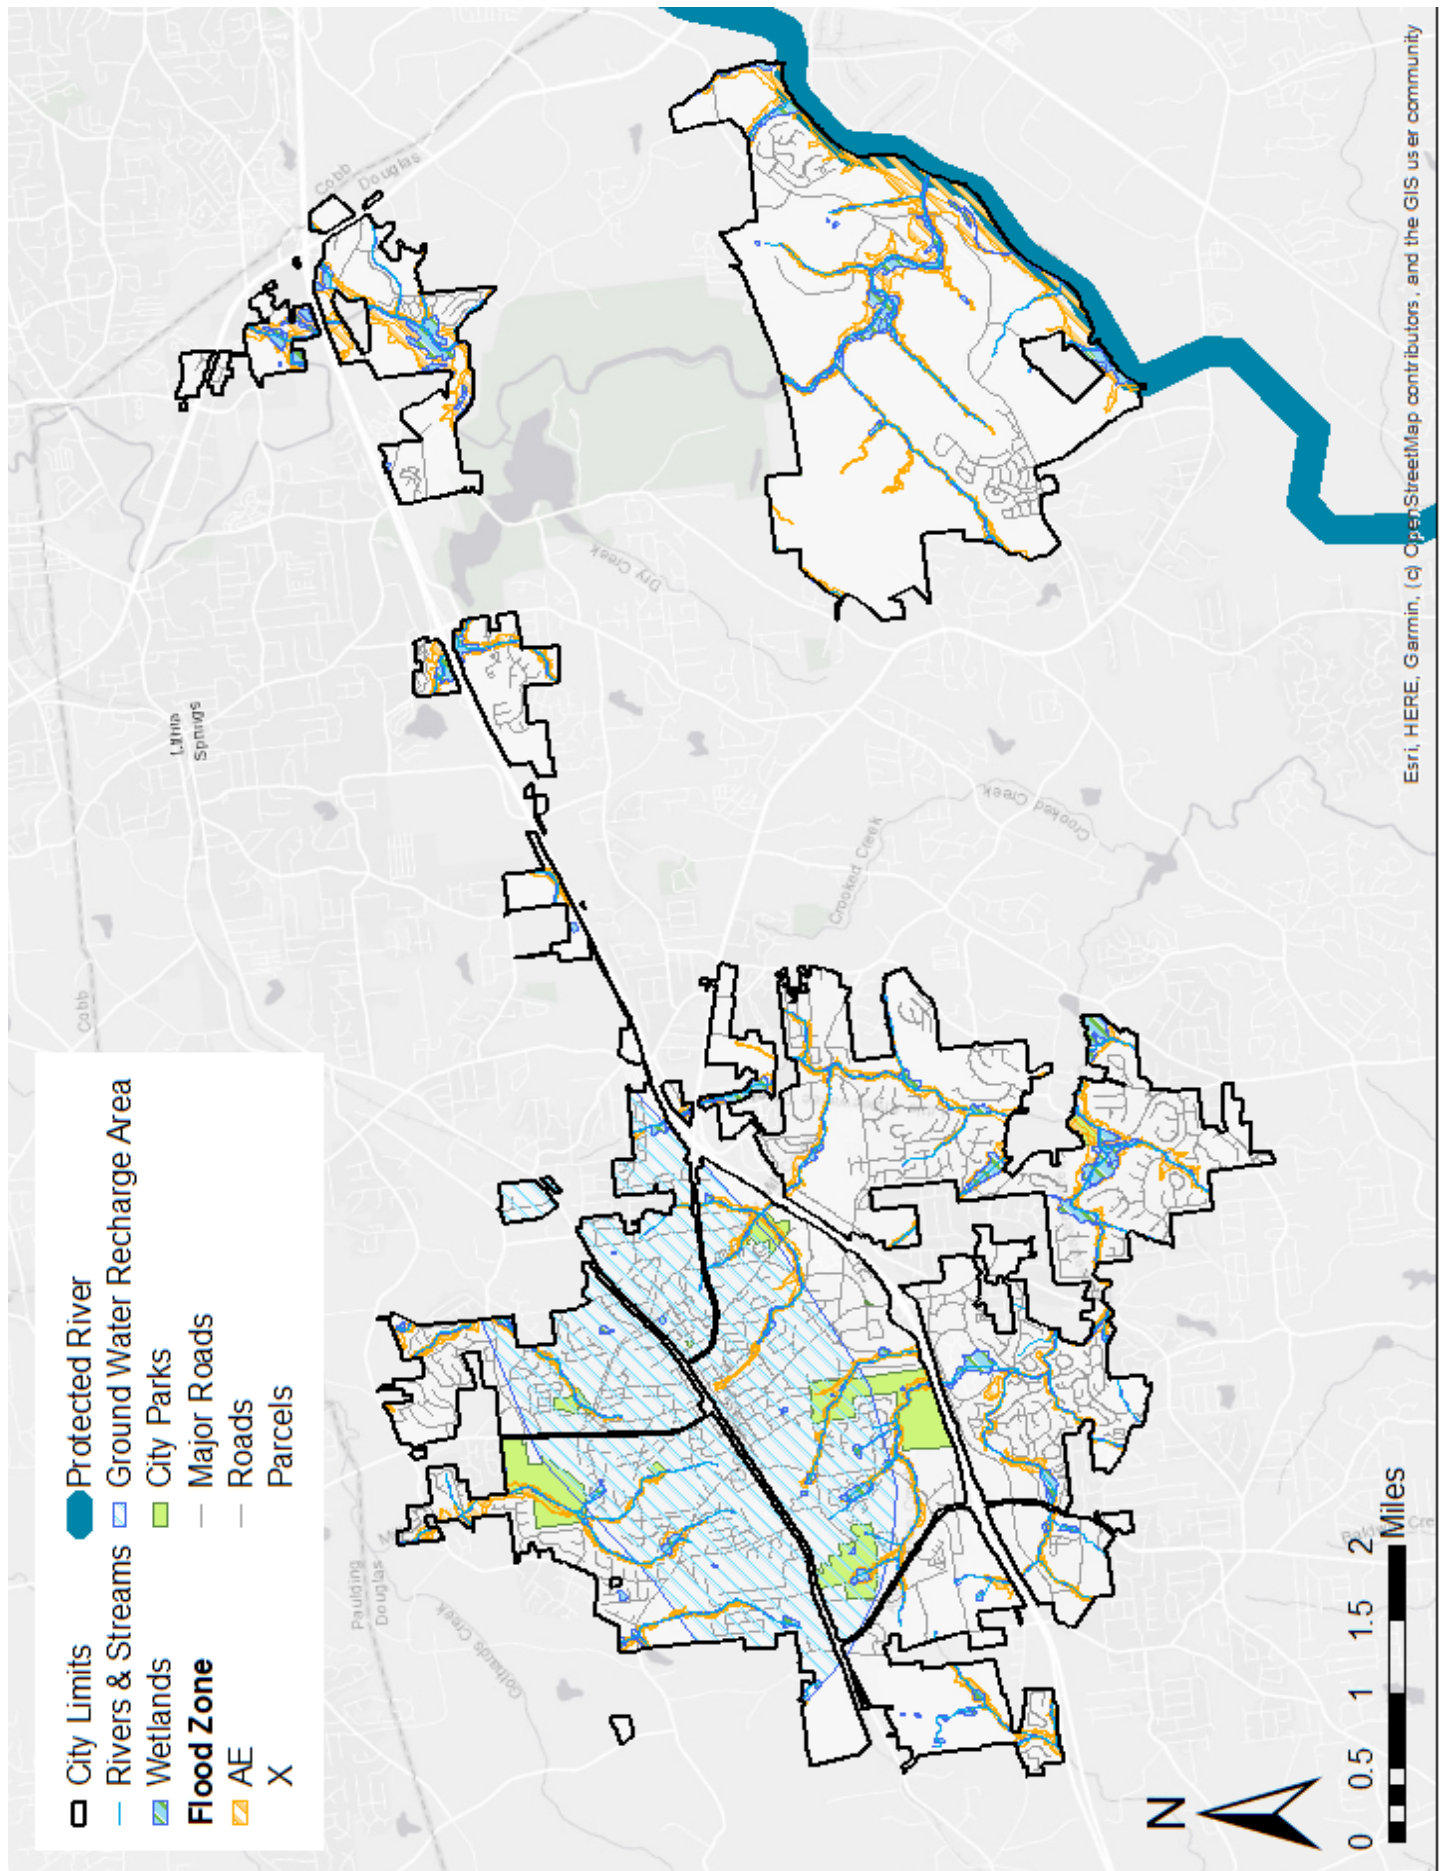 City Limits
Protected River
Rivers & Streams
Ground Water Recharge Area
Wetlands
City Parks
Flood Zone
Major Roads
AE
Roads
X
Parcels
Cobb
Cobb
Douglas
Lithia
Springs
Paulding
Douglas
Gothards Creek
Dry Creek
Crooked Creek
Crooked Creek
N
0 0.5 1 1.5 2
Miles
Esri, HERE, Garmin, (c) OpenStreetMap contributors, and the GIS user community